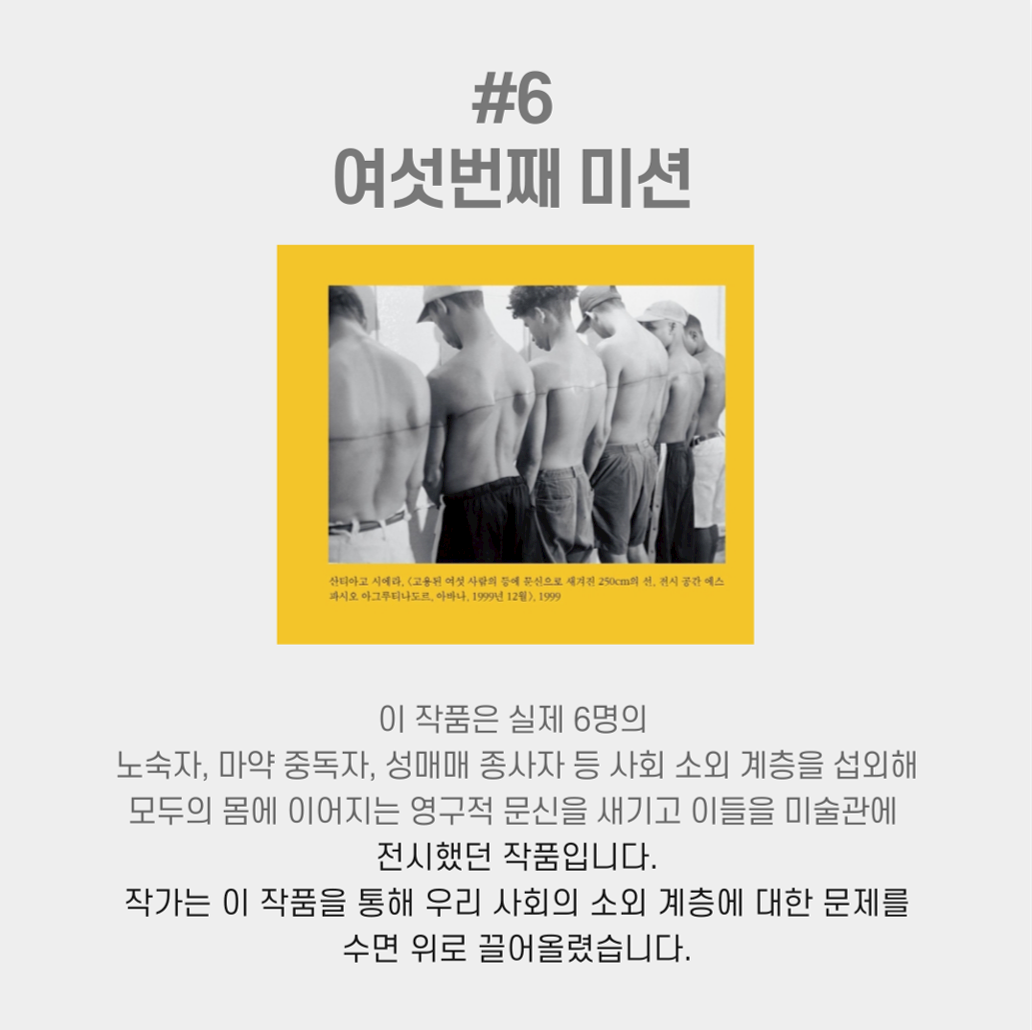 #6
여섯번째 미션
산티아고 시에라, 〈고용된 여섯 사람의 등에 문신으로 새겨진 250cm의 선, 전시 공간 에스
파시오 아그루티나도르, 아바나, 1999년 12월〉, 1999
이 작품은 실제 6명의
노숙자, 마약 중독자, 성매매 종사자 등 사회 소외 계층을 섭외해
모두의 몸에 이어지는 영구적 문신을 새기고 이들을 미술관에
전시했던 작품입니다.
작가는 이 작품을 통해 우리 사회의 소외 계층에 대한 문제를
수면 위로 끌어올렸습니다.